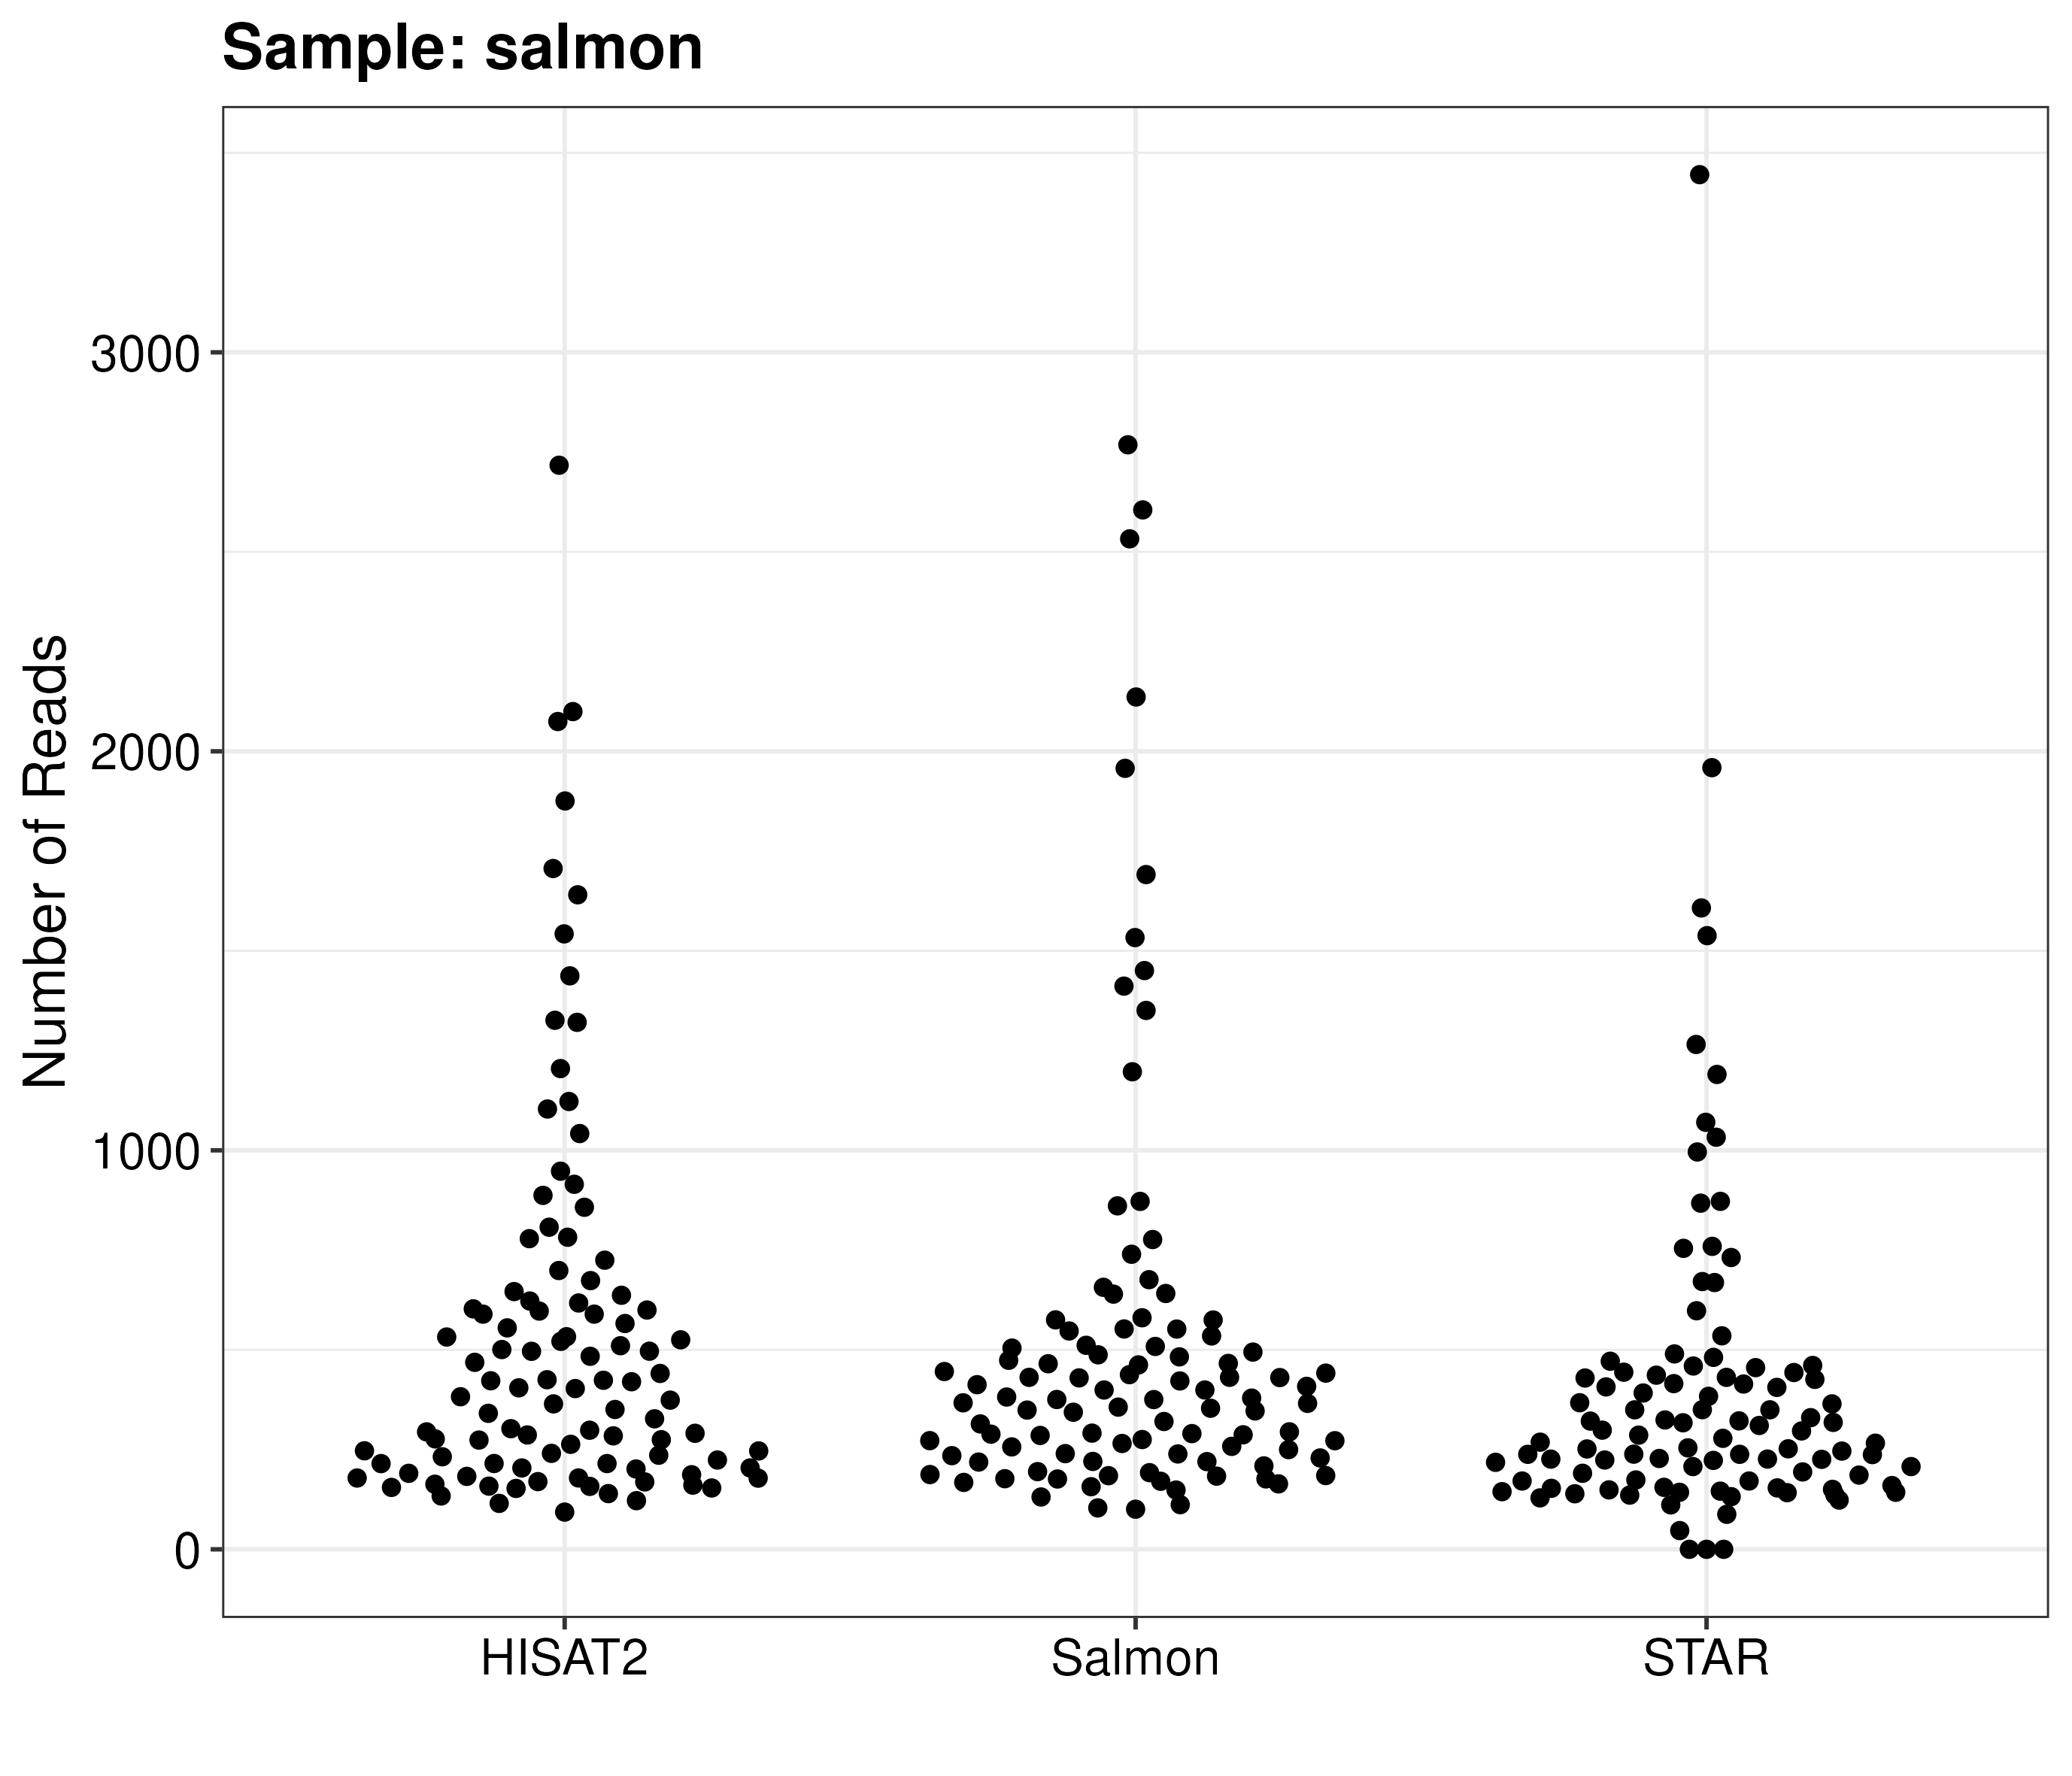 Sample: salmon
Number of Reads
3000
2000
1000
0
HISAT2
Salmon
STAR